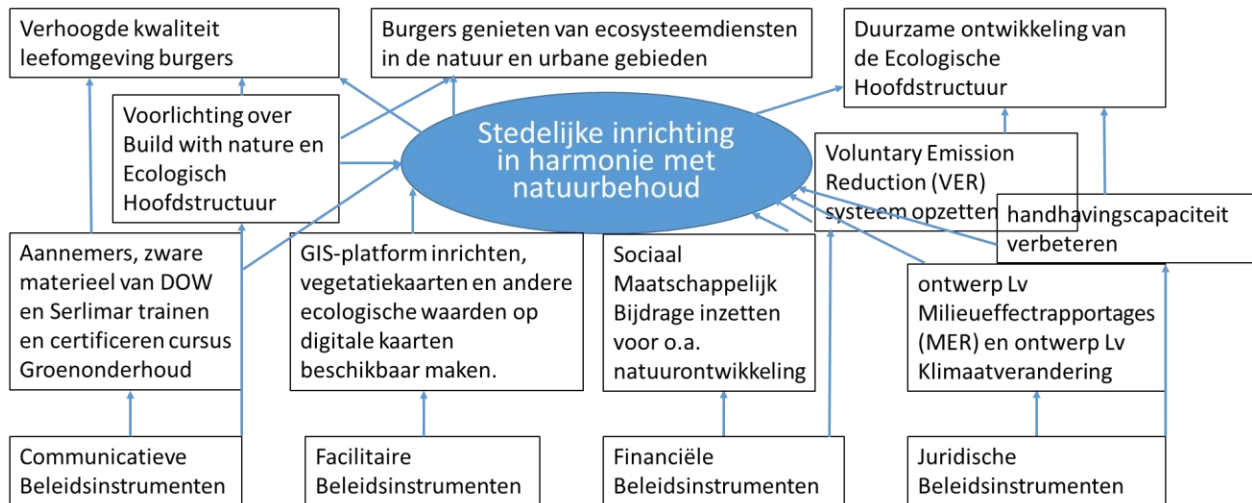 Verhoogde kwaliteit
leefomgeving burgers
Burgers genieten van ecosysteemdiensten
in de natuur en urbane gebieden
Duurzame ontwikkeling van
de Ecologische
Hoofdstructuur
Voorlichting over
Build with nature en
Ecologisch
Hoofdstructuur
Stedelijke inrichting
in harmonie met
natuurbehoud
Voluntary Emission
Reduction (VER)
systeem opzetten
handhavingscapaciteit
verbeteren
Aannemers, zware
materieel van DOW
en Serlimar trainen
en certificeren cursus
Groenonderhoud
GIS-platform inrichten,
vegetatiekaarten en andere
ecologische waarden op
digitale kaarten
beschikbaar maken.
Sociaal
Maatschappelijk
Bijdrage inzetten
voor o.a.
natuurontwikkeling
ontwerp Lv
Milieueffectrapportages
(MER) en ontwerp Lv
Klimaatverandering
Communicatieve
Beleidsinstrumenten
Facilitaire
Beleidsinstrumenten
Financiële
Beleidsinstrumenten
Juridische
Beleidsinstrumenten